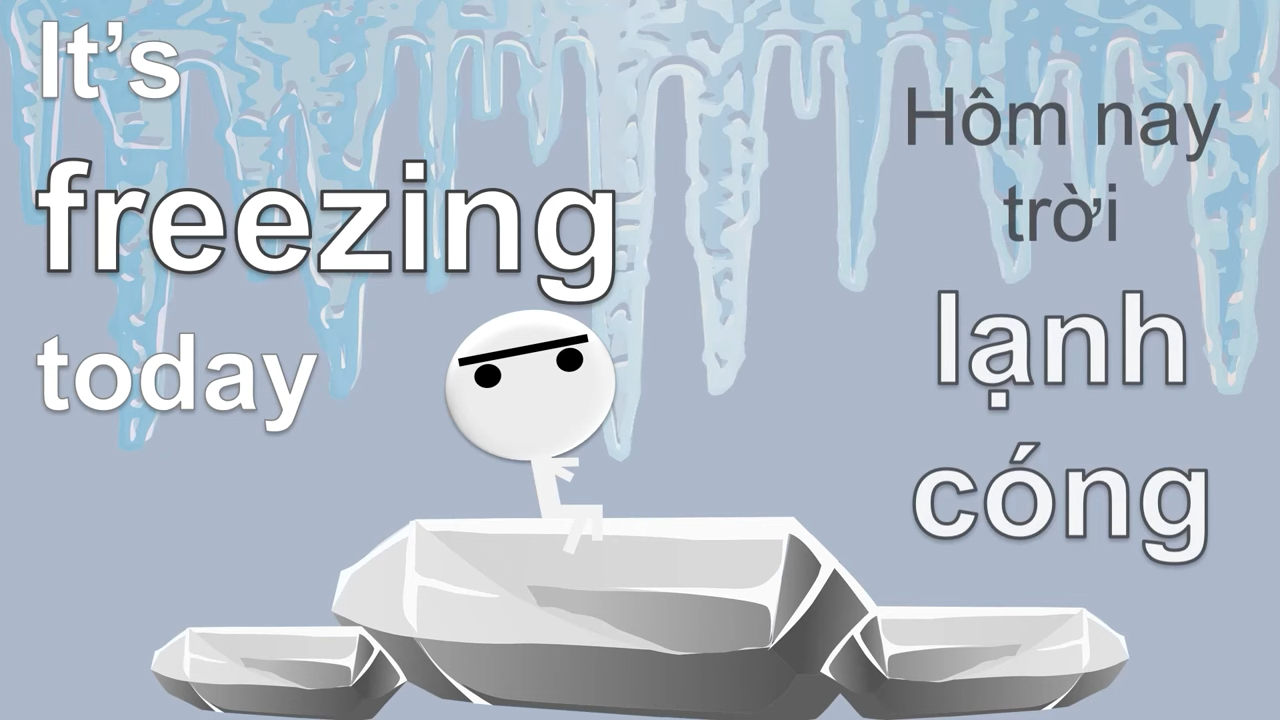 It’s
freezing
today
Hôm nay
trời
lạnh
cóng